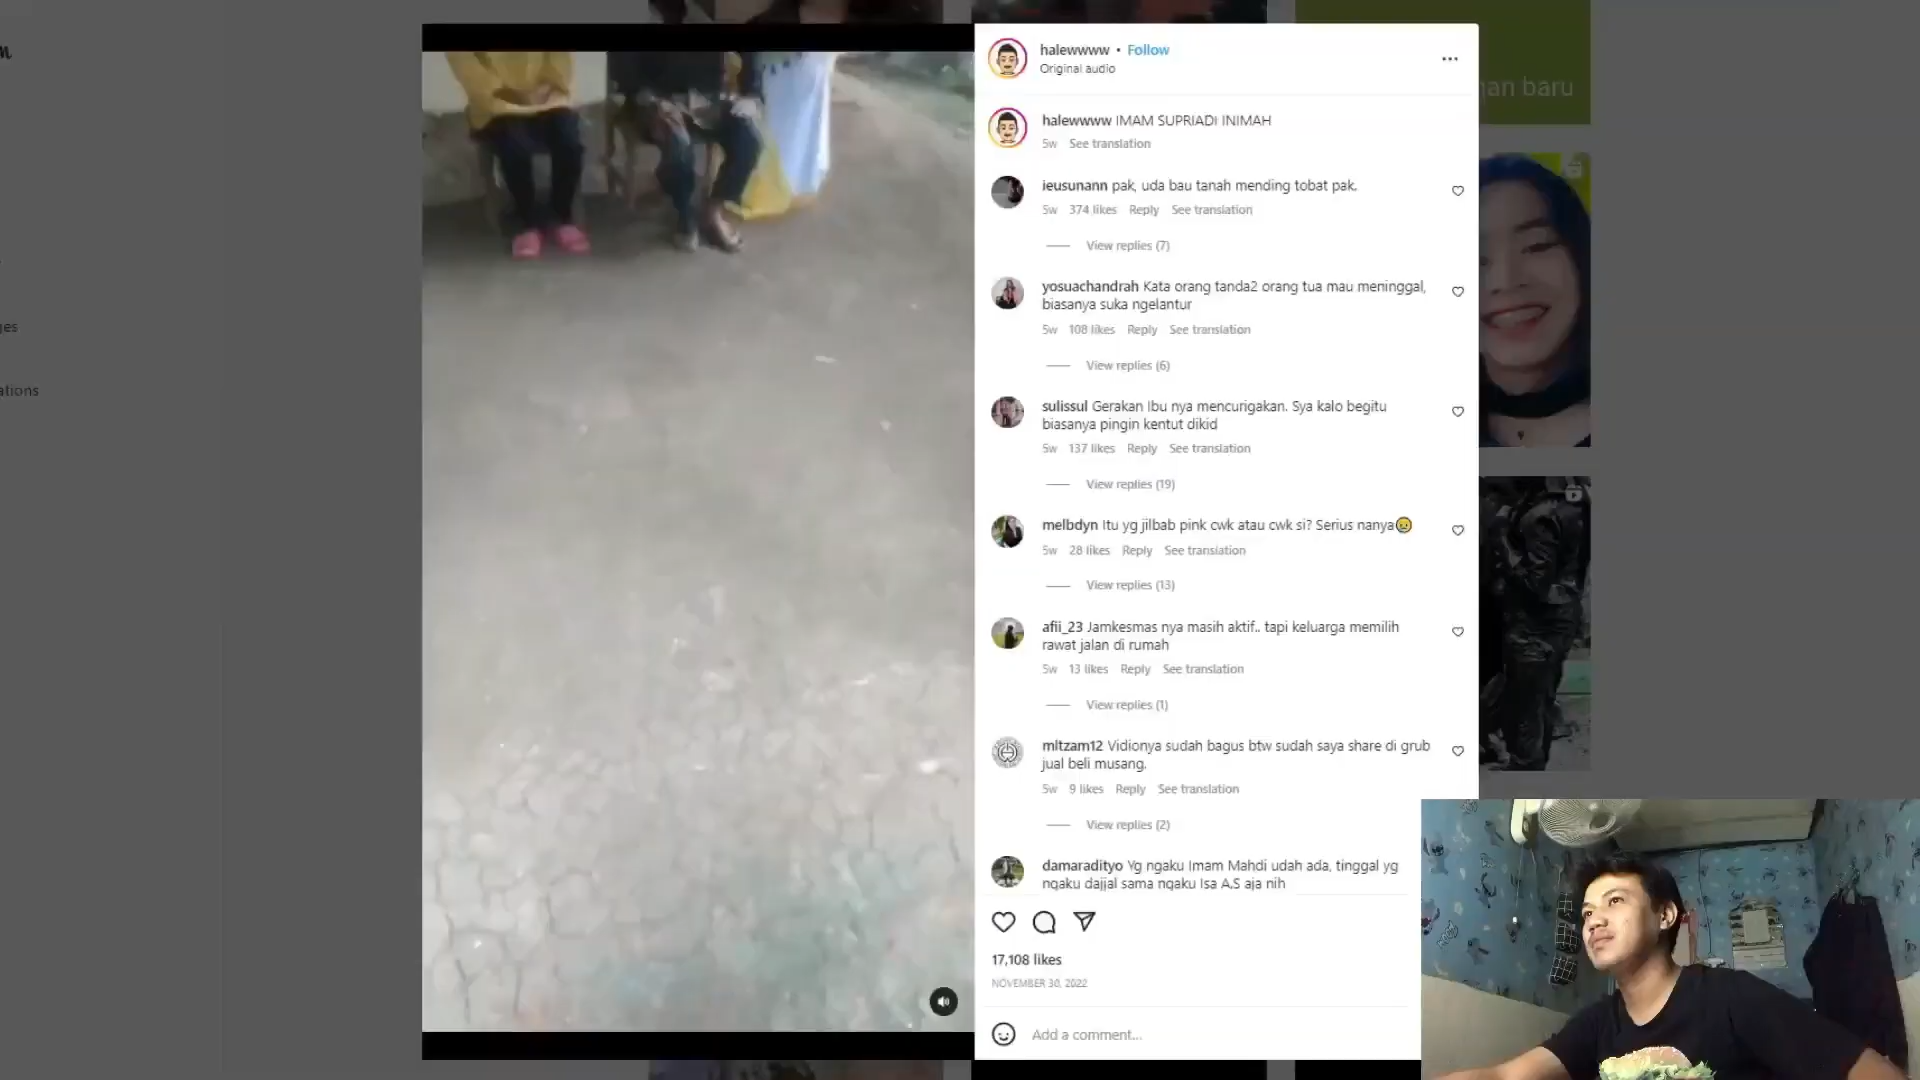 m
ges
ations
an baru
halewwww • Follow
Original audio
halewwww IMAM SUPRIADI INIMAH
5w See translation
ieusunann pak, uda bau tanah mending tobat pak.
5w 374 likes Reply See translation
View replies (7)
yosuachandrah Kata orang tanda2 orang tua mau meninggal,
biasanya suka ngelantur
5w 108 likes Reply See translation
View replies (6)
sulissul Gerakan Ibu nya mencurigakan. Sya kalo begitu
biasanya pingin kentut dikid
5w 137 likes Reply See translation
View replies (19)
melbdyn Itu yg jilbab pink cwk atau cwk si? Serius nanya😢
5w 28 likes Reply See translation
View replies (13)
afii_23 Jamkesmas nya masih aktif.. tapi keluarga memilih
rawat jalan di rumah
5w 13 likes Reply See translation
View replies (1)
mltzam12 Vidionya sudah bagus btw sudah saya share di grub
jual beli musang.
5w 9 likes Reply See translation
View replies (2)
damaradityo Yg ngaku Imam Mahdi udah ada, tinggal yg
ngaku dajjal sama ngaku Isa A.S aja nih
17,108 likes
NOVEMBER 30, 2022
Add a comment...